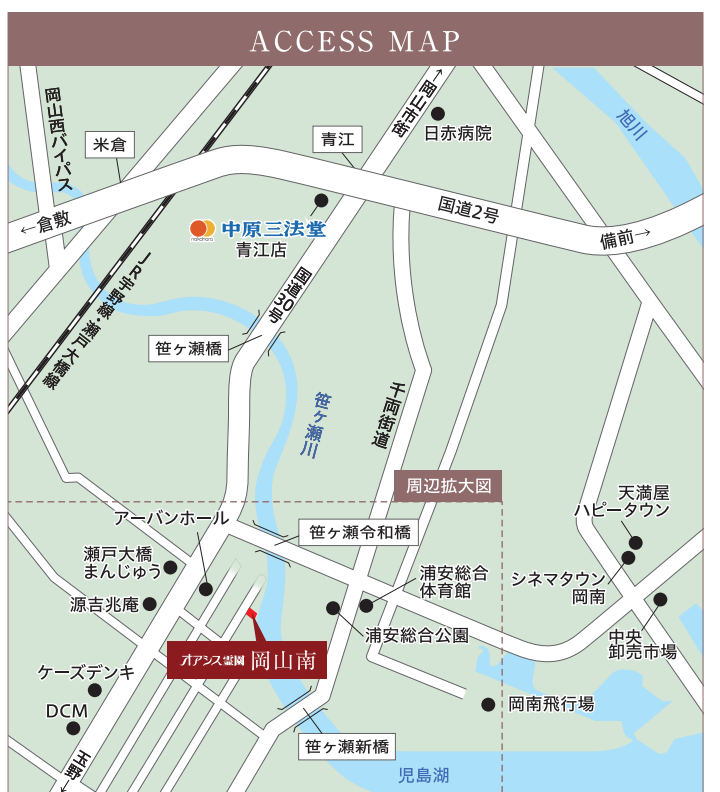 ACCESS MAP
岡山西バイパス
米倉
←倉敷
青江
岡山市街→
日赤病院
旭川
国道2号
備前→
nakahara
中原三法堂
青江店
国道30号
JR宇野線・瀬戸大橋線
笹ヶ瀬橋
笹ヶ瀬川
千両街道
周辺拡大図
アーバンホール
笹ヶ瀬令和橋
天満屋
ハピータウン
瀬戸大橋
まんじゅう
源吉兆庵
浦安総合
体育館
シネマタウン
岡南
浦安総合公園
中央
卸売市場
オアシス霊園 岡山南
ケーズデンキ
DCM
岡南飛行場
笹ヶ瀬新橋
玉野→
児島湖